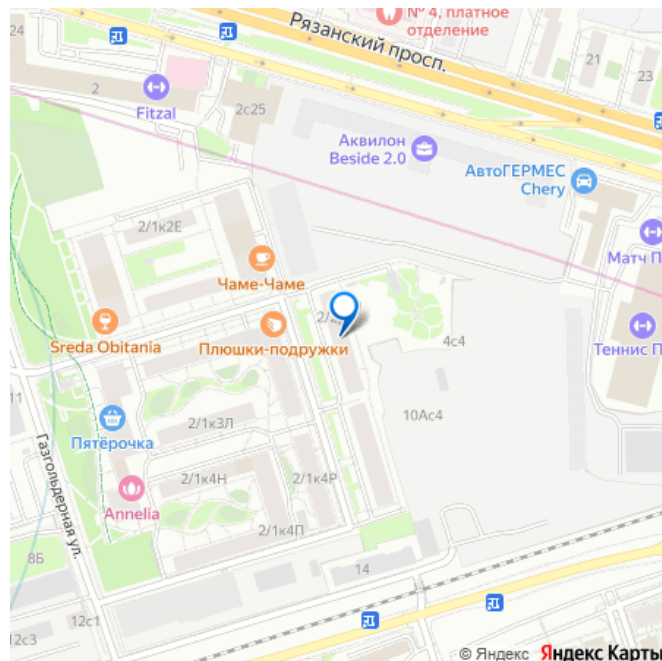 № 4, платное
отделение
Рязанский просп.
21
23
2
Fitzal
2с25
Аквилон
Beside 2.0
АвтоГЕРМЕС
Chery
2/1к2Е
Чаме-Чаме
Матч П
Sreda Obitania
Плюшки-подружки
4с4
Теннис П
11
10Ас4
2/1к3Л
Пятёрочка
Газгольдерная ул.
2/1к4Н
2/1к4Р
Annelia
2/1к4П
8Б
14
12с1
12с3
© Яндекс Яндекс Карты